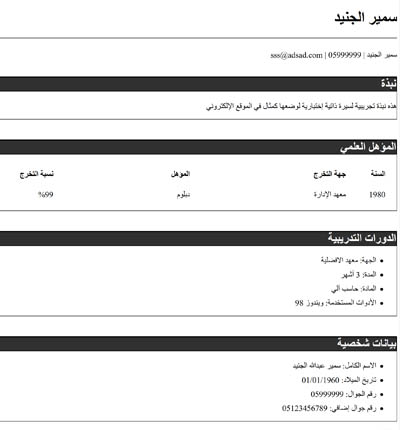 سمير الجنيد
سمير الجنيد | 05999999 | sss@adsad.com
نبذة
هذه نبذة تجريبية لسيرة ذاتية إختبارية لوضعها كمثال في الموقع الإلكتروني
المؤهل العلمي
السنة جهة التخرج الموهل نسبة التخرج
1980 معهد الإدارة دبلوم 99%
الدورات التدريبية
• الجهة: معهد الافضلية
• المدة: 3 أشهر
• المادة: حاسب آلي
• الأدوات المستخدمة: ويندوز 98
بيانات شخصية
• الاسم الكامل: سمير عبدالله الجنيد
• تاريخ الميلاد: 01/01/1960
• رقم الجوال: 05999999
• رقم جوال إضافي: 05123456789